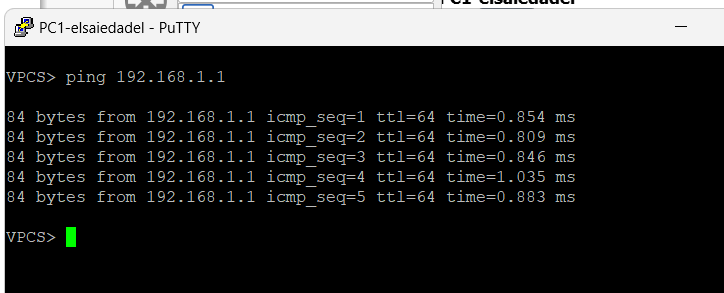 PC1-elsaiedadel
PC1-elsaiedadel - PuTTY
VPCS> ping 192.168.1.1
84 bytes from 192.168.1.1 icmp_seq=1 ttl=64 time=0.854 ms
84 bytes from 192.168.1.1 icmp_seq=2 ttl=64 time=0.809 ms
84 bytes from 192.168.1.1 icmp_seq=3 ttl=64 time=0.846 ms
84 bytes from 192.168.1.1 icmp_seq=4 ttl=64 time=1.035 ms
84 bytes from 192.168.1.1 icmp_seq=5 ttl=64 time=0.883 ms
VPCS>